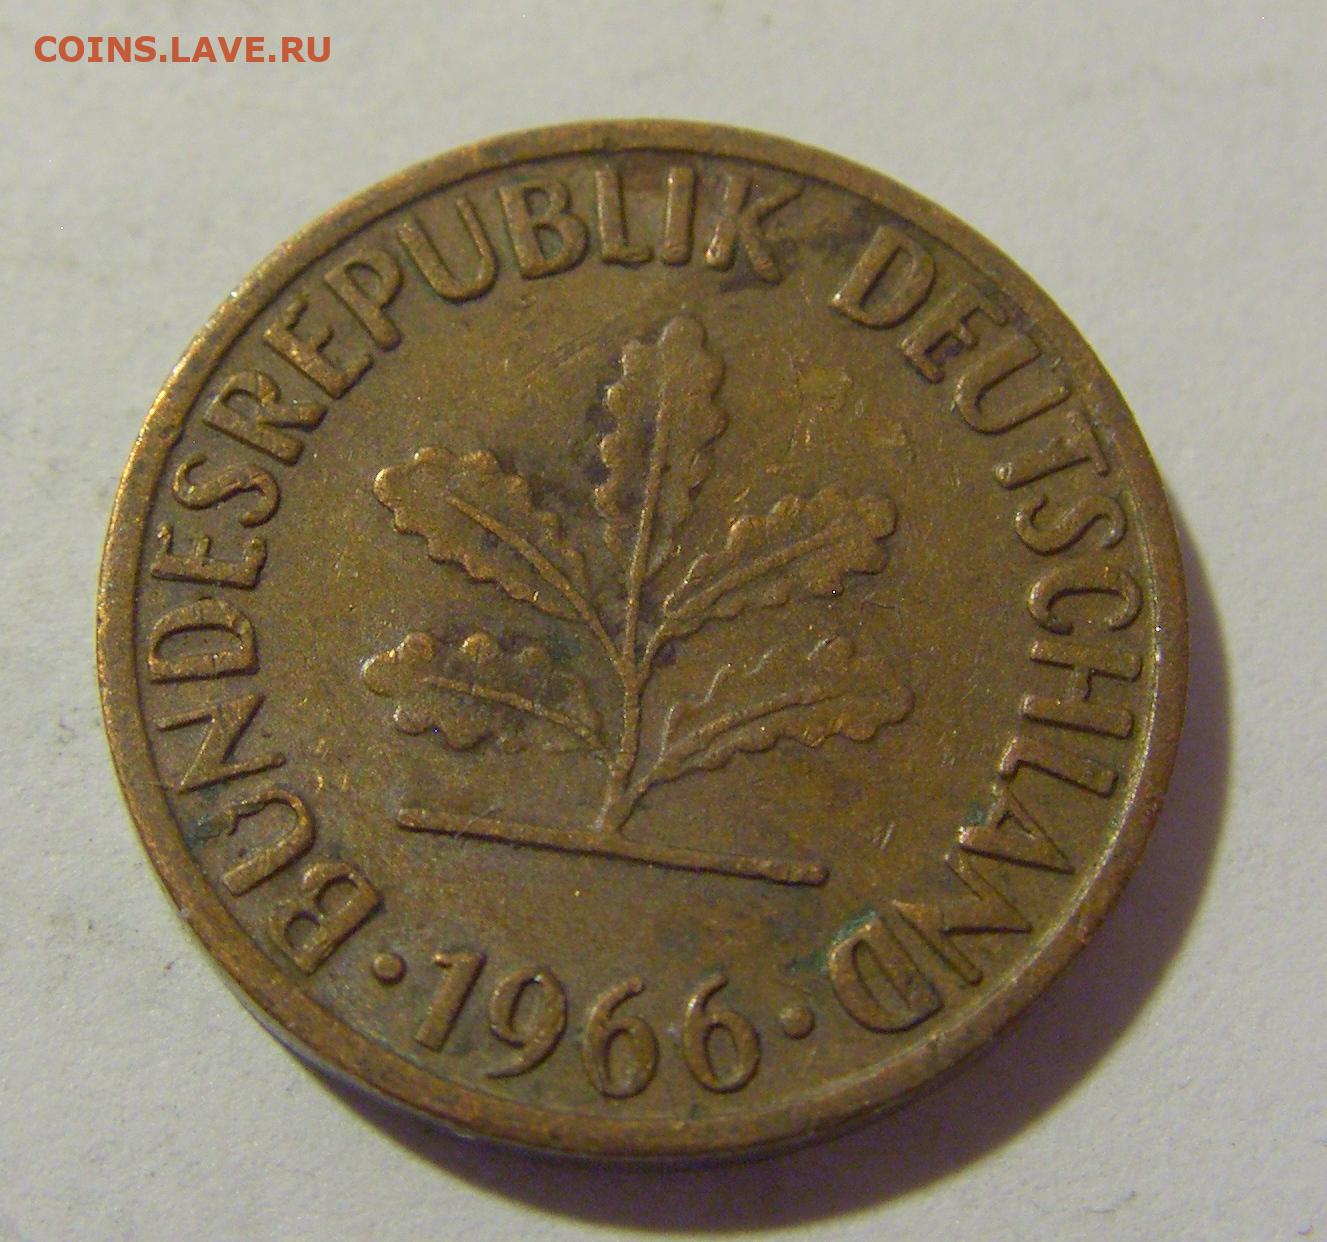 COINS.LAVE.RU
BUNDESREPUBLIK DEUTSCHLAND
· 1966 ·